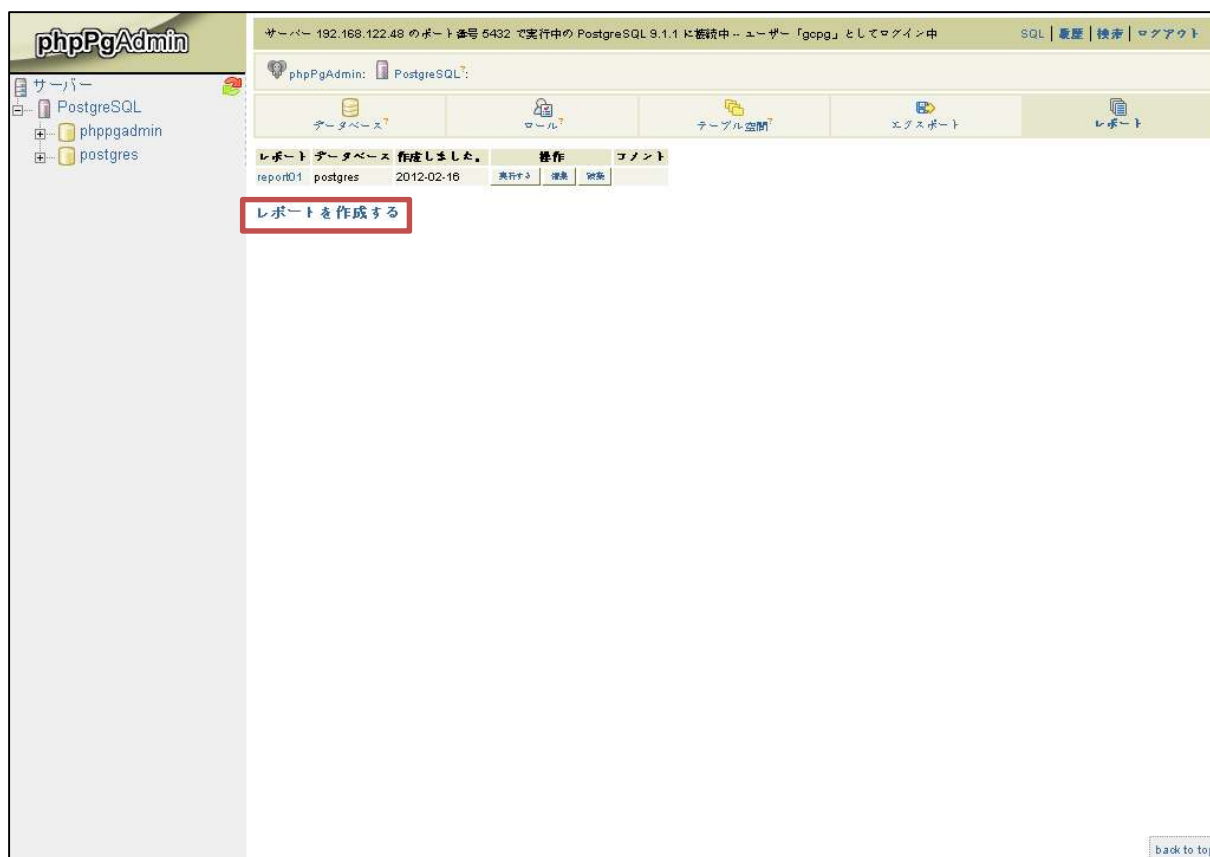 phpPgAdmin
サーバー
PostgreSQL
phppgadmin
postgres
サーバー 192.168.122.48 のポート番号 5432 で実行中の PostgreSQL 9.1.1 に接続中 -- ユーザー 「gcpg」 としてログイン中
SQL | 履歴 | 検索 | ログアウト
phpPgAdmin: PostgreSQL?:
データベース? ロール? テーブル空間? エクスポート レポート
レポート データベース 作成しました。 操作 コメント
report01 postgres 2012-02-16 実行する 編集 破棄
レポートを作成する
back to top